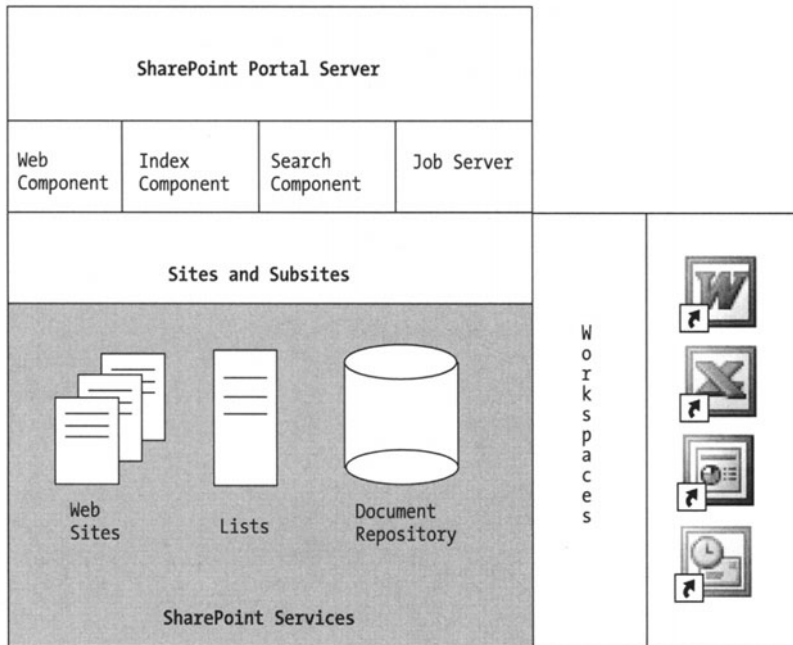 SharePoint Portal Server
Web
Component
Index
Component
Search
Component
Job Server
Sites and Subsites
Web
Sites
Lists
Document
Repository
SharePoint Services
Workspaces
W
X